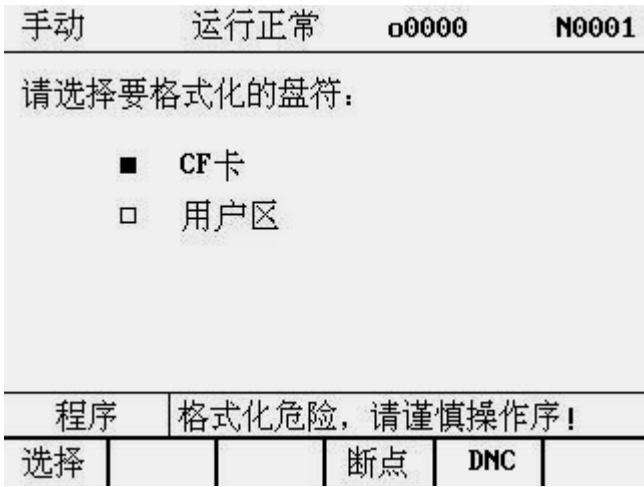 手动 运行正常 o0000 N0001
请选择要格式化的盘符：
■ CF卡
□ 用户区
程序 格式化危险，请谨慎操作序！
选择 断点 DNC